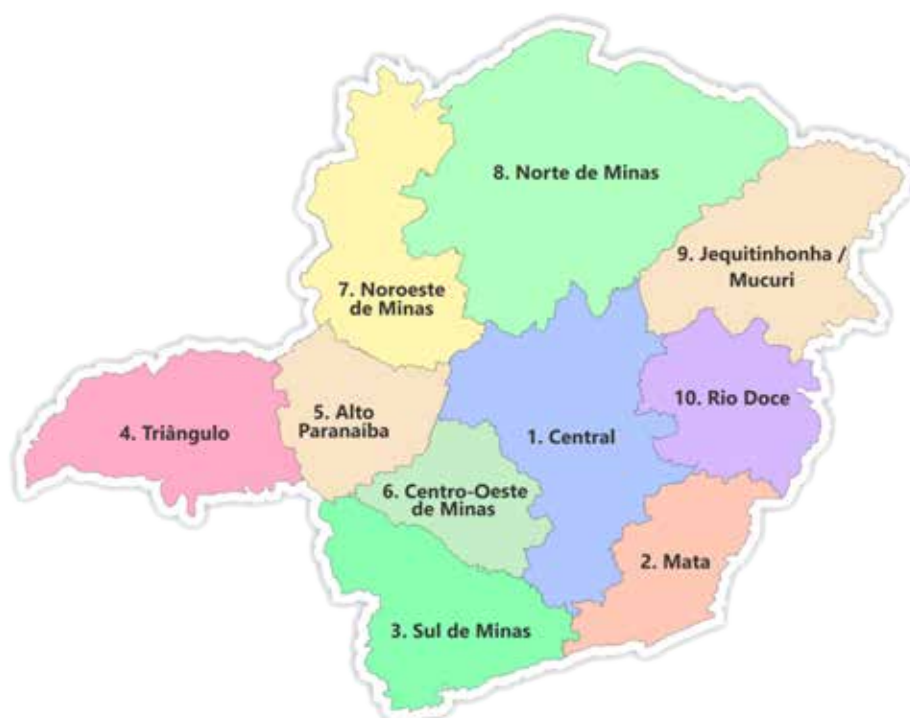 8. Norte de Minas
9. Jequitinhonha /
Mucuri
7. Noroeste
de Minas
10. Rio Doce
5. Alto
Paranaíba
4. Triângulo
1. Central
6. Centro-Oeste
de Minas
2. Mata
3. Sul de Minas